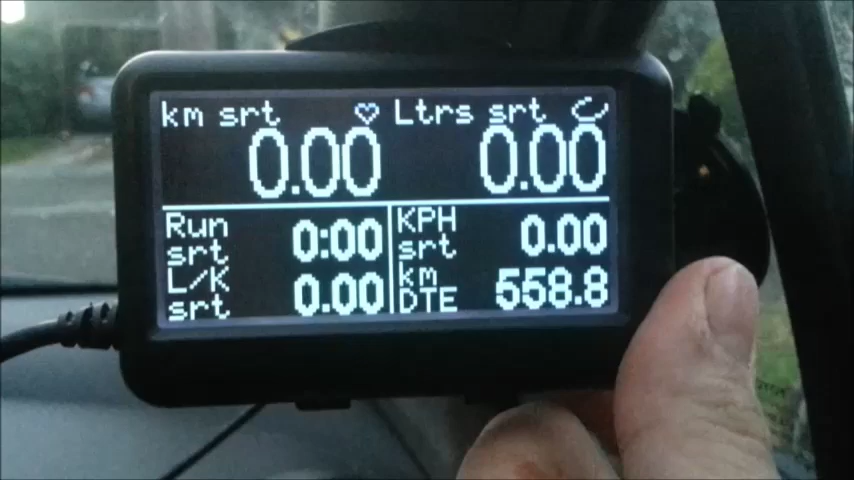 km srt Ltrs srt
0.00 0.00
Run srt 0:00 KPH srt 0.00
L/K srt 0.00 km DTE 558.8